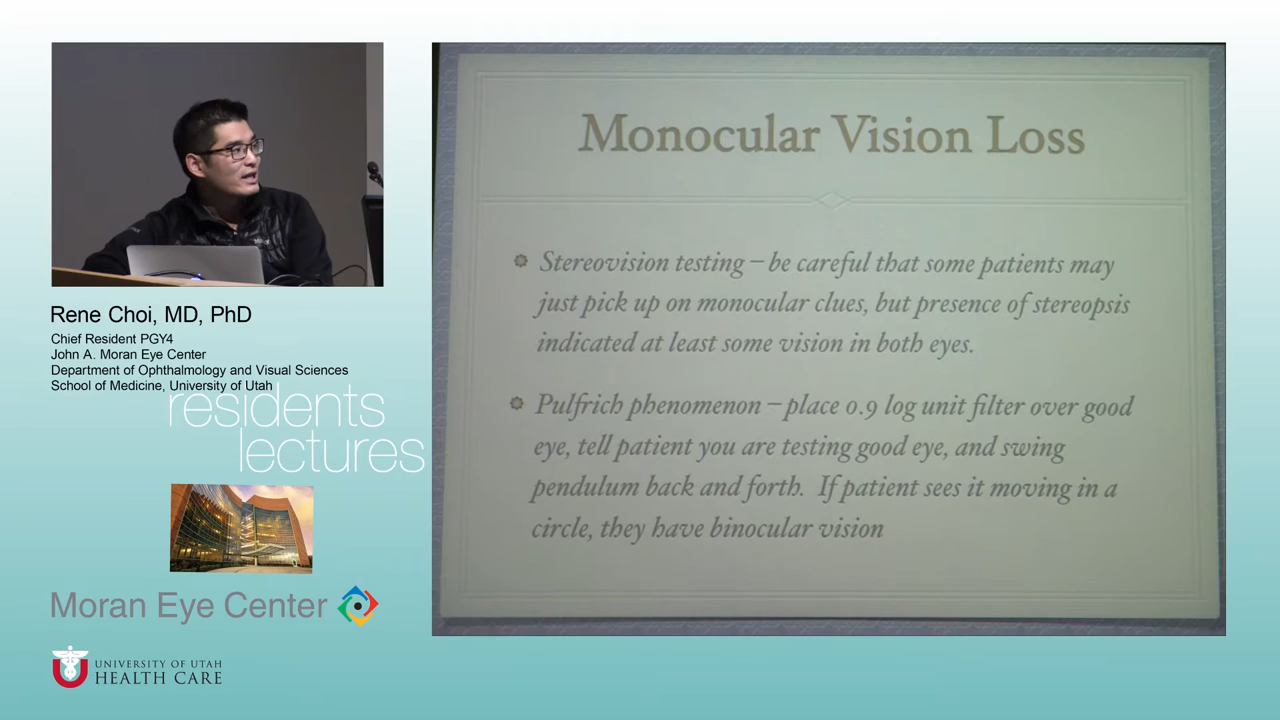 Monocular Vision Loss
Stereovision testing – be careful that some patients may
just pick up on monocular clues, but presence of stereopsis
indicated at least some vision in both eyes.
Pulfrich phenomenon – place 0.9 log unit filter over good
eye, tell patient you are testing good eye, and swing
pendulum back and forth. If patient sees it moving in a
circle, they have binocular vision
Rene Choi, MD, PhD
Chief Resident PGY4
John A. Moran Eye Center
Department of Ophthalmology and Visual Sciences
School of Medicine, University of Utah
residents
lectures
Moran Eye Center
UNIVERSITY OF UTAH
HEALTH CARE